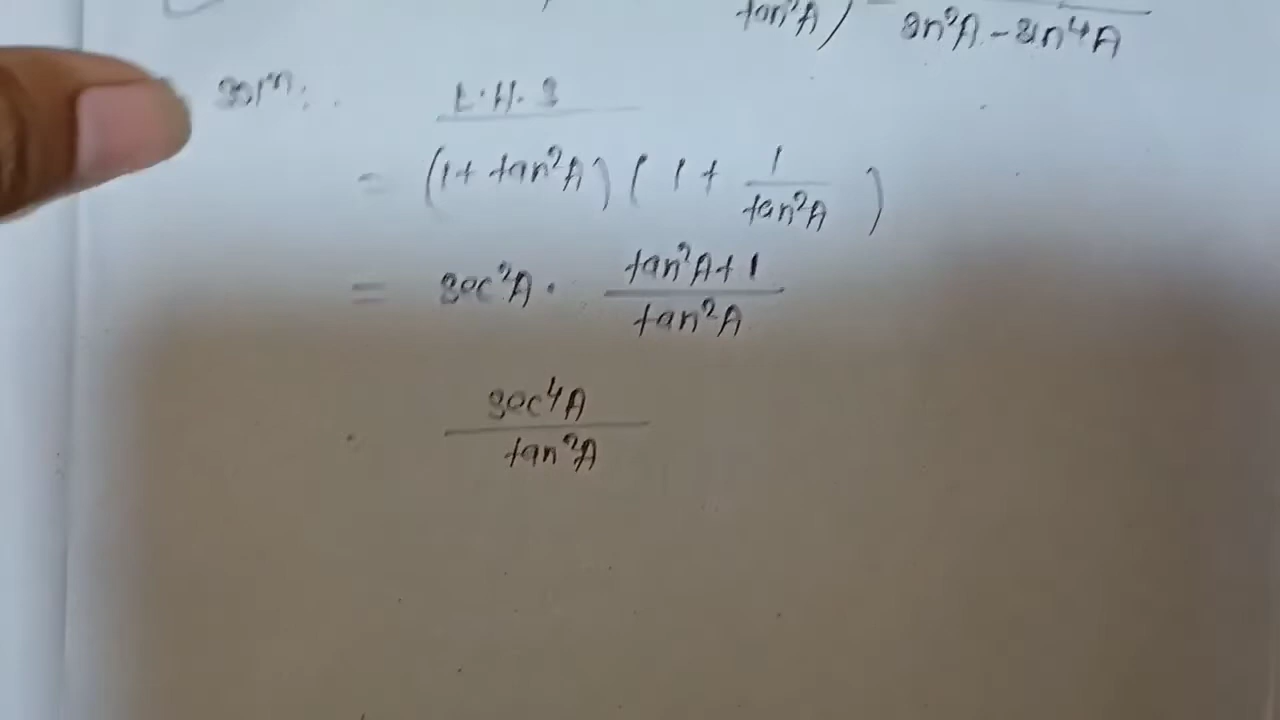 tan²A) sin²A - sin⁴A
Solⁿ:
L.H.S
= (1 + tan²A) (1 + 1/tan²A)
= sec²A · (tan²A + 1)/tan²A
sec⁴A/tan²A